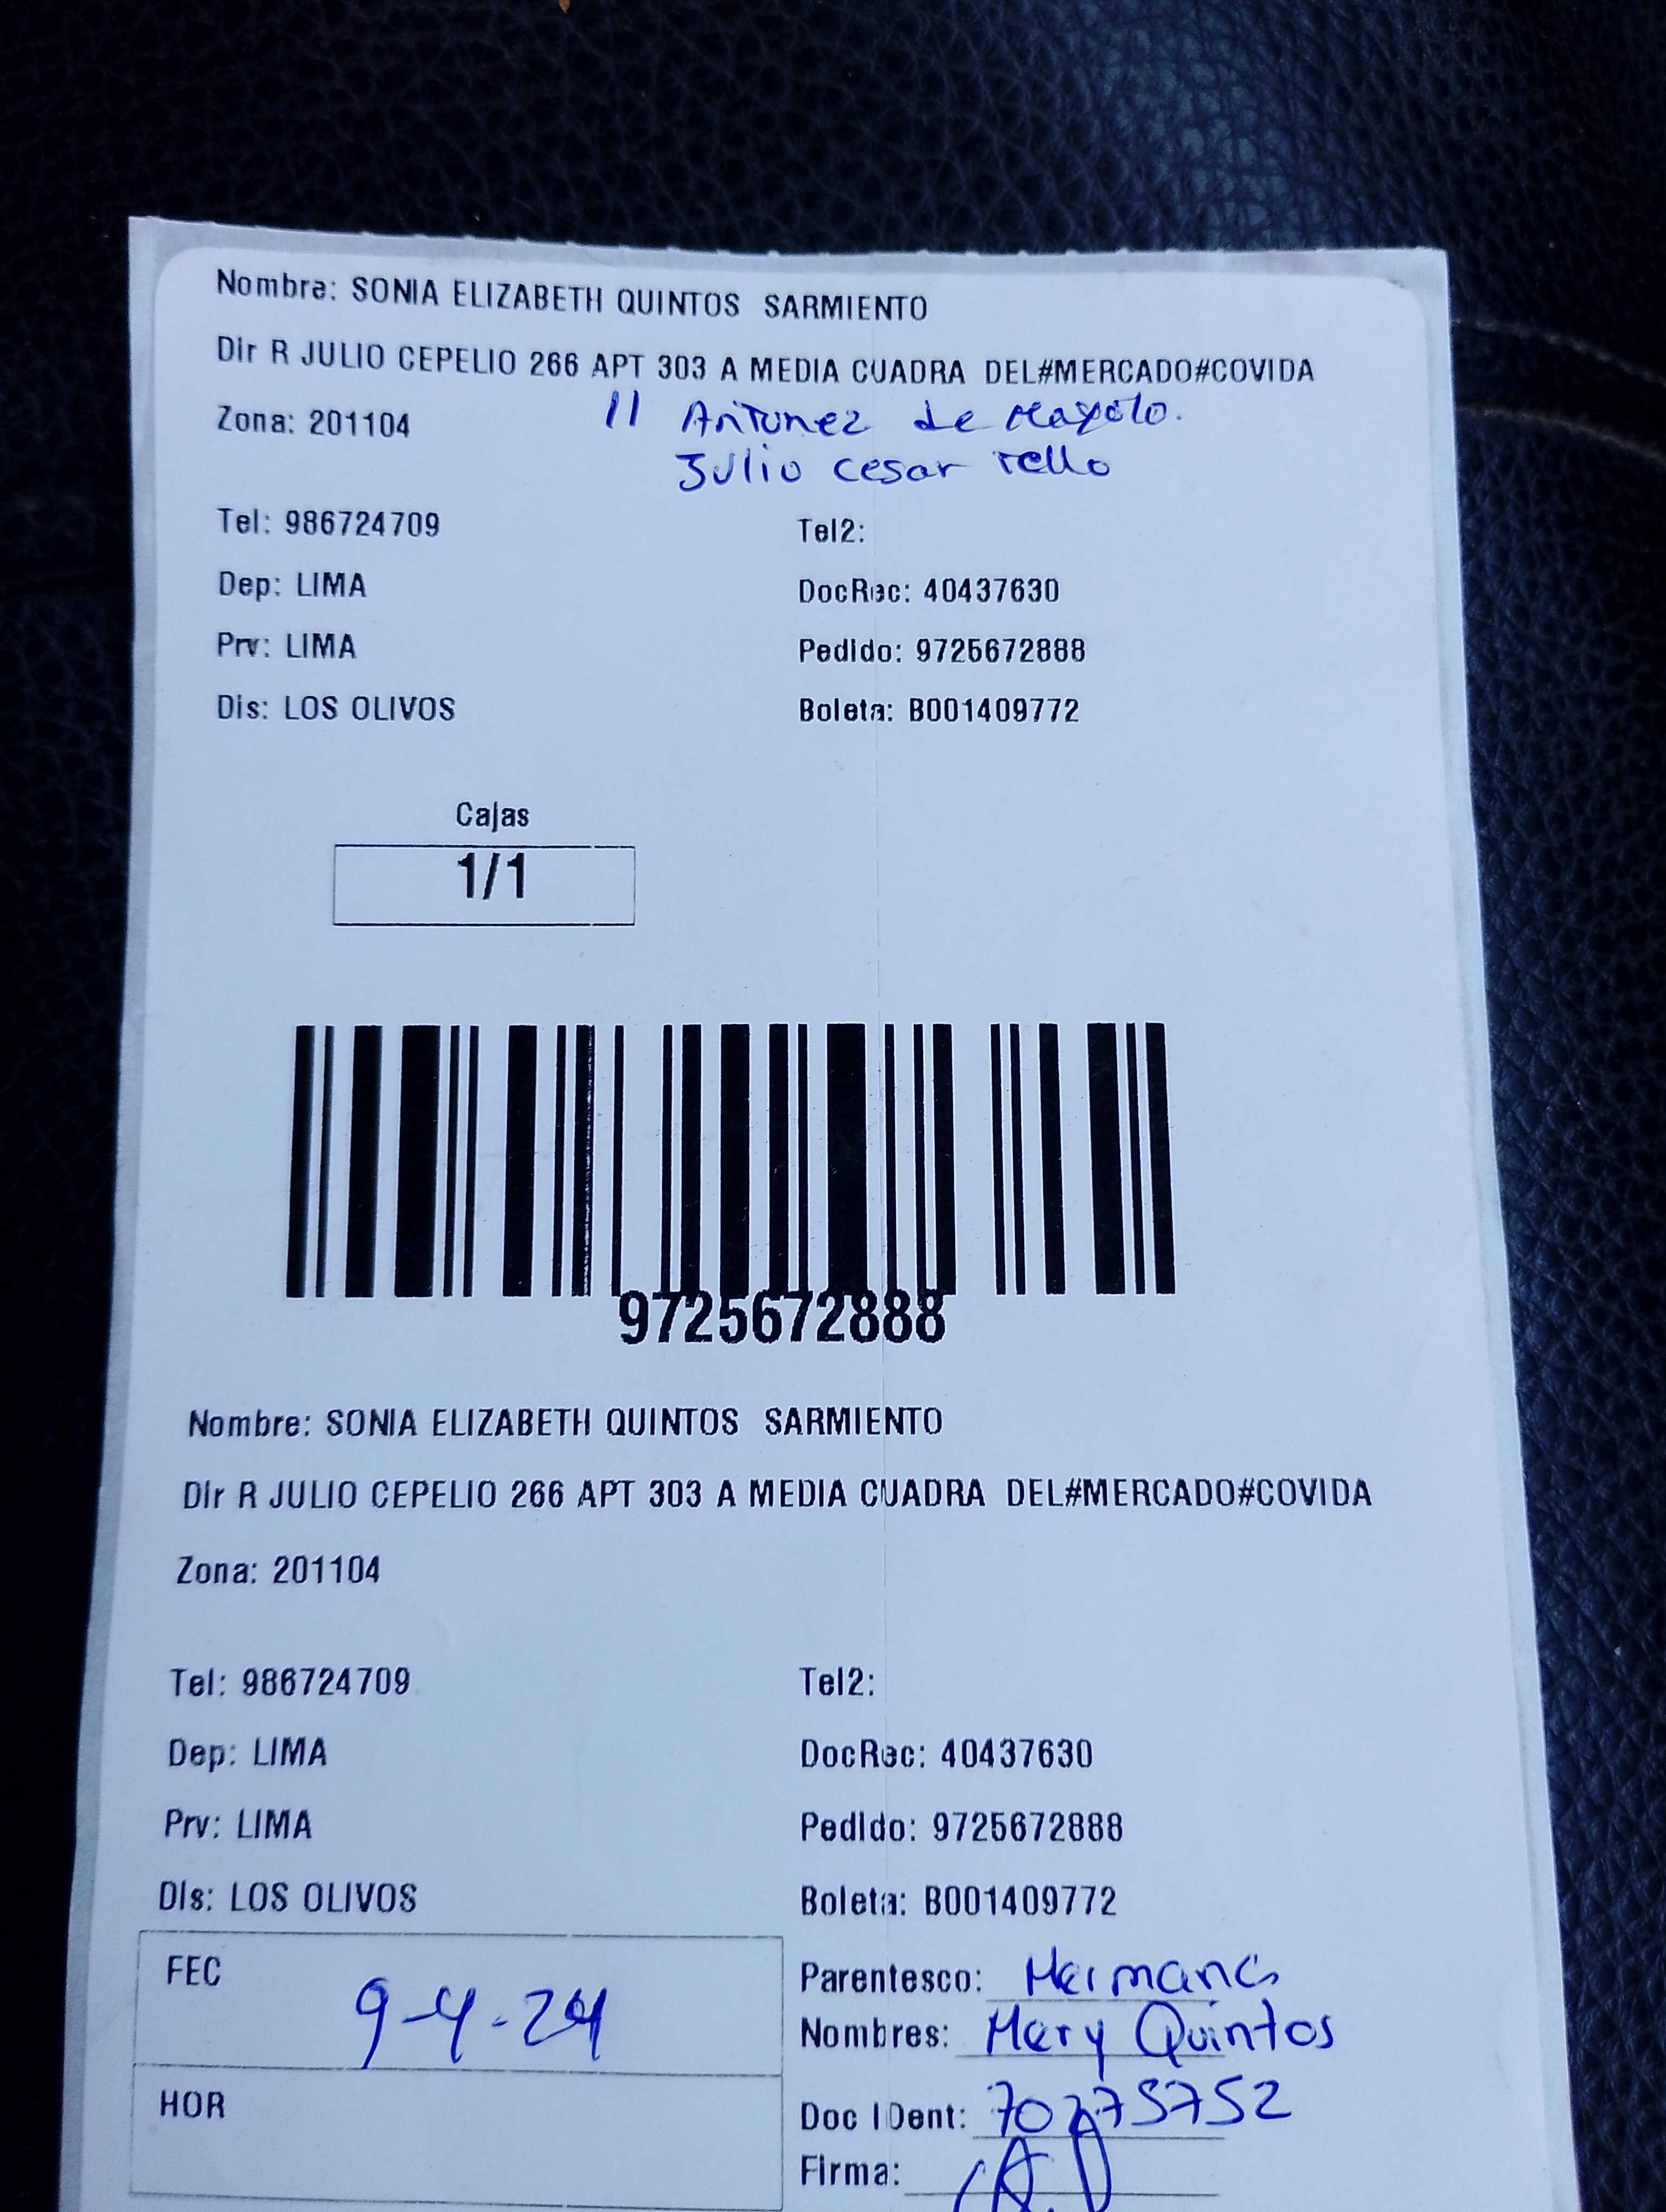 Nombre: SONIA ELIZABETH QUINTOS SARMIENTO
Dir R JULIO CEPELIO 266 APT 303 A MEDIA CUADRA DEL#MERCADO#COVIDA
Zona: 201104 11 Antunez de Mayolo.
Julio cesar tello
Tel: 986724709 Tel2:
Dep: LIMA DocRec: 40437630
Prv: LIMA Pedido: 9725672888
Dis: LOS OLIVOS Boleta: B001409772
Cajas
1/1
9725672888
Nombre: SONIA ELIZABETH QUINTOS SARMIENTO
Dir R JULIO CEPELIO 266 APT 303 A MEDIA CUADRA DEL#MERCADO#COVIDA
Zona: 201104
Tel: 986724709 Tel2:
Dep: LIMA DocRec: 40437630
Prv: LIMA Pedido: 9725672888
Dis: LOS OLIVOS Boleta: B001409772
FEC 9-4-24 Parentesco: Hermana
Nombres: Mery Quintos
HOR Doc IDent:
Firma: